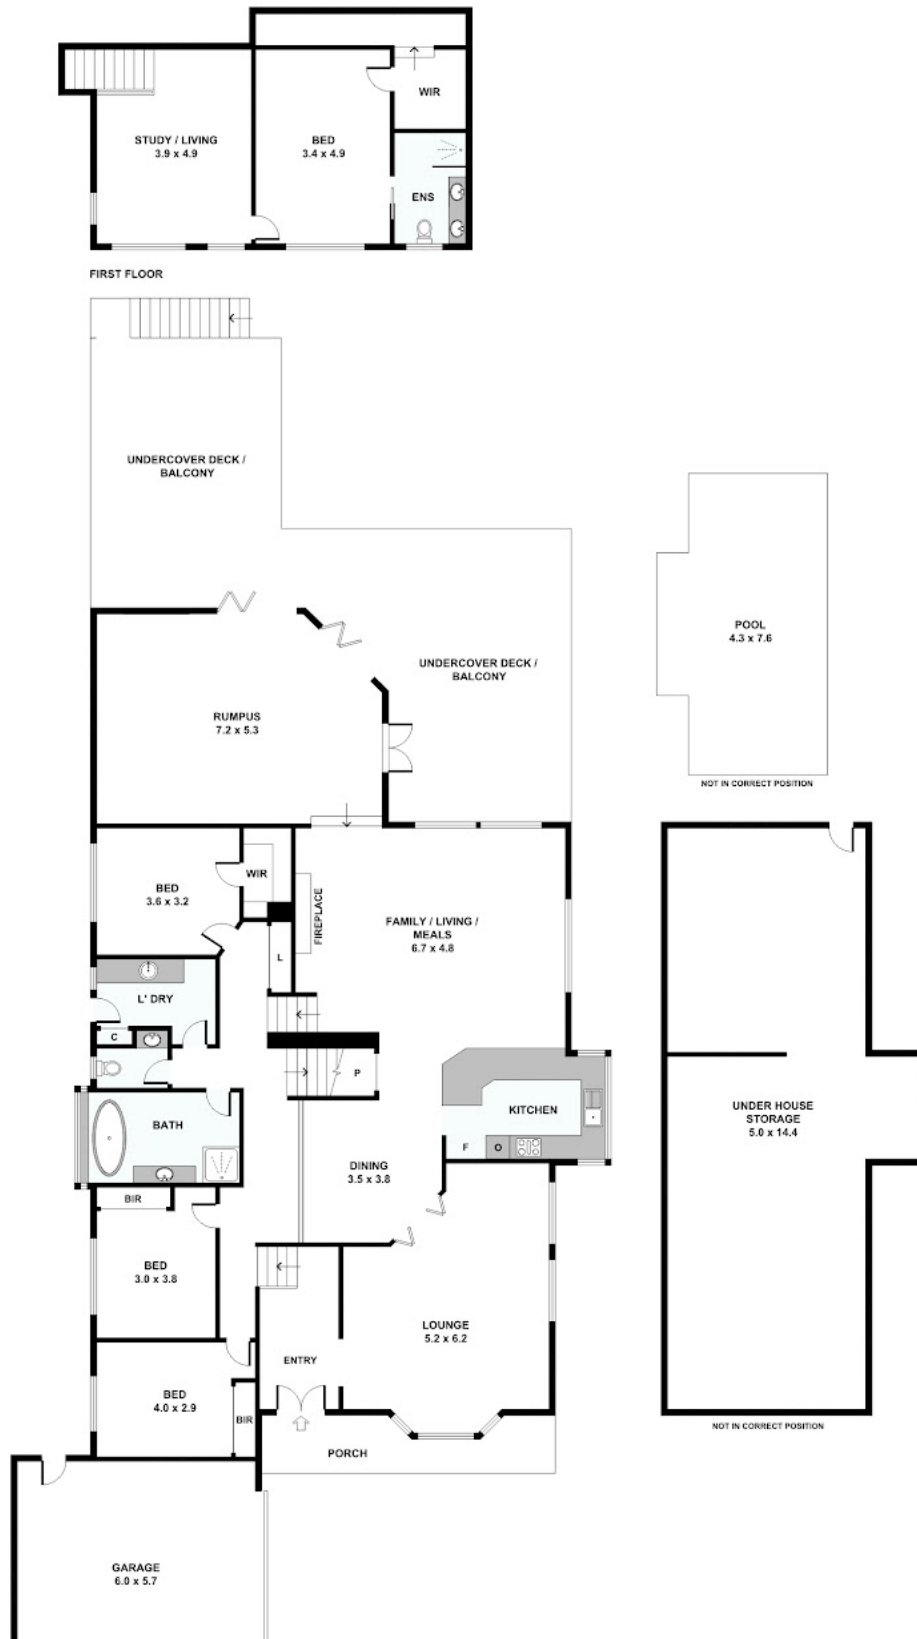 STUDY / LIVING
3.9 x 4.9
BED
3.4 x 4.9
WIR
ENS
FIRST FLOOR
UNDERCOVER DECK /
BALCONY
UNDERCOVER DECK /
BALCONY
POOL
4.3 x 7.6
NOT IN CORRECT POSITION
RUMPUS
7.2 x 5.3
BED
3.6 x 3.2
WIR
FIREPLACE
FAMILY / LIVING /
MEALS
6.7 x 4.8
L
L' DRY
C
P
KITCHEN
F
O
BATH
DINING
3.5 x 3.8
BIR
BED
3.0 x 3.8
LOUNGE
5.2 x 6.2
ENTRY
BED
4.0 x 2.9
BIR
PORCH
GARAGE
6.0 x 5.7
UNDER HOUSE
STORAGE
5.0 x 14.4
NOT IN CORRECT POSITION